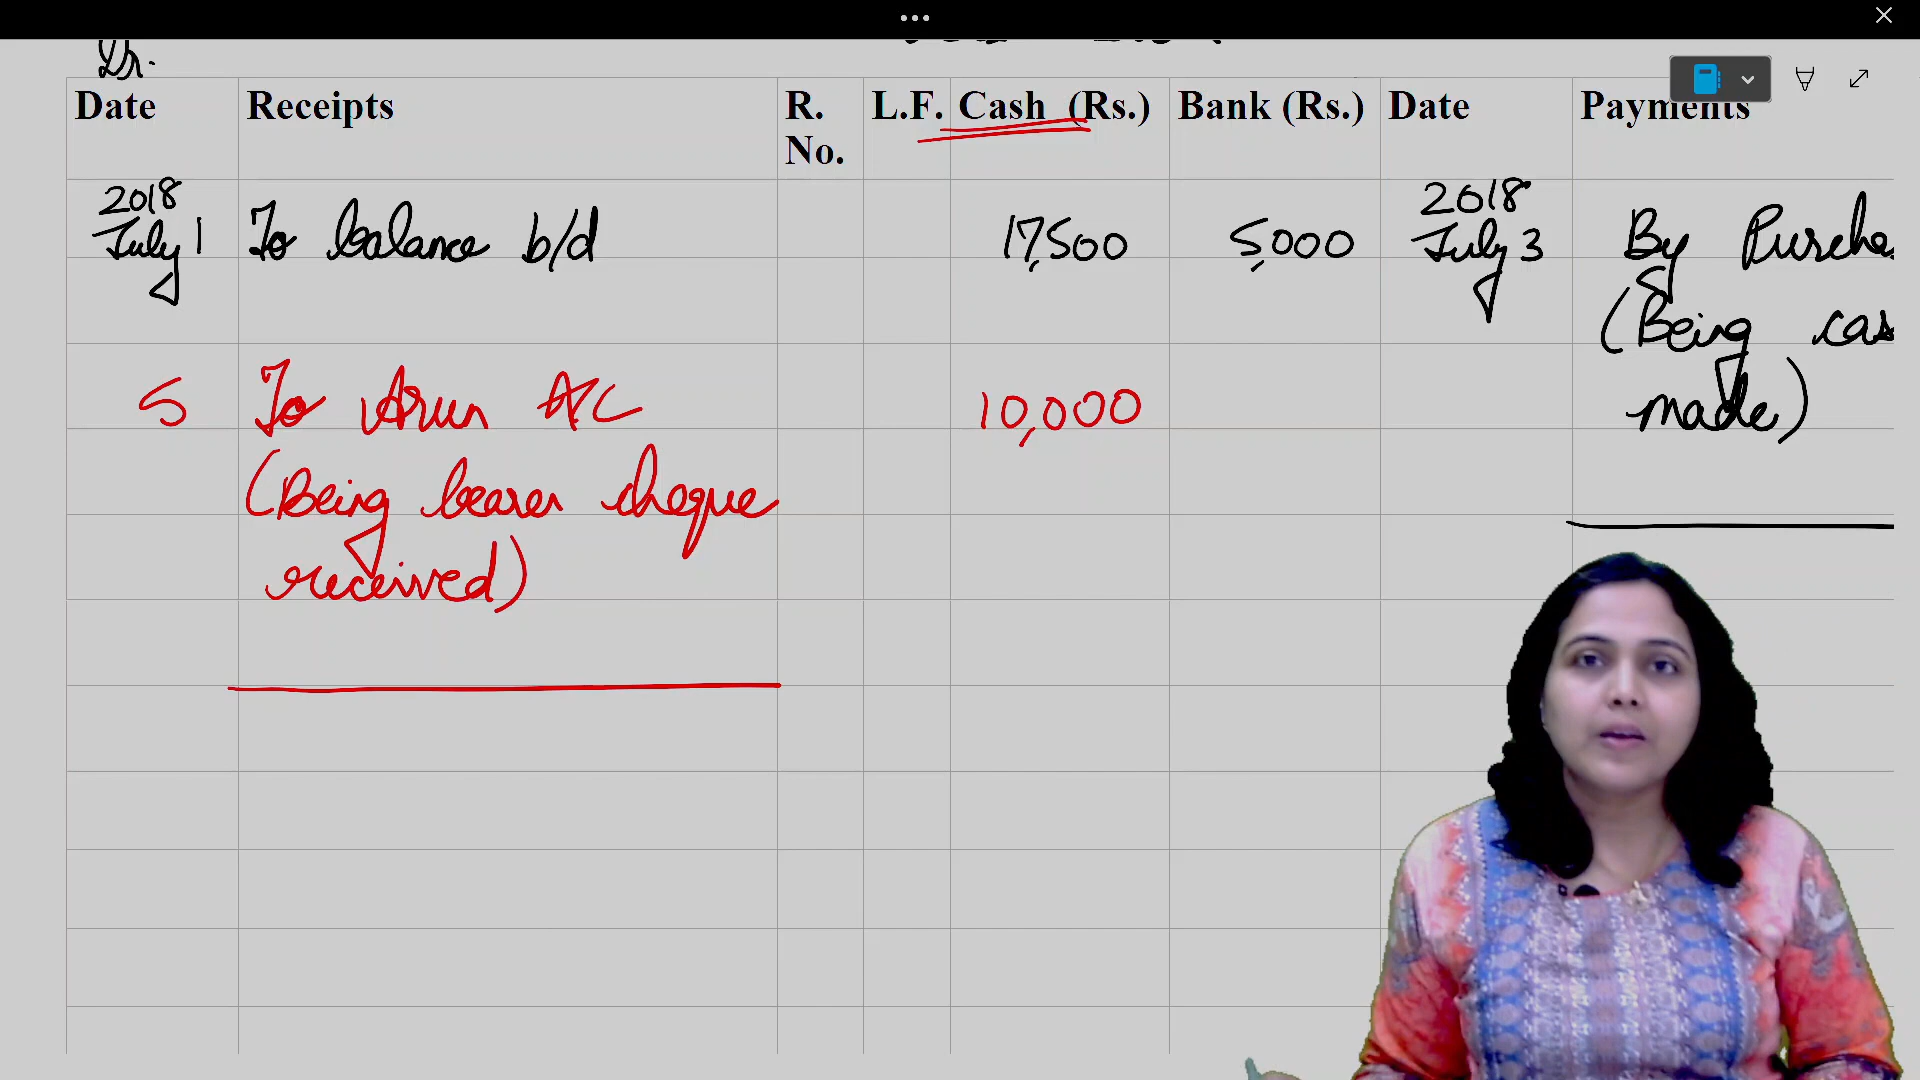 Dr.
Date Receipts R. No. L.F. Cash (Rs.) Bank (Rs.) Date Payments
2018 2018
July 1 To balance b/d 17,500 5,000 July 3 By Purcha
(Being cas
5 To Arun A/C 10,000 made)
(Being bearer cheque
received)